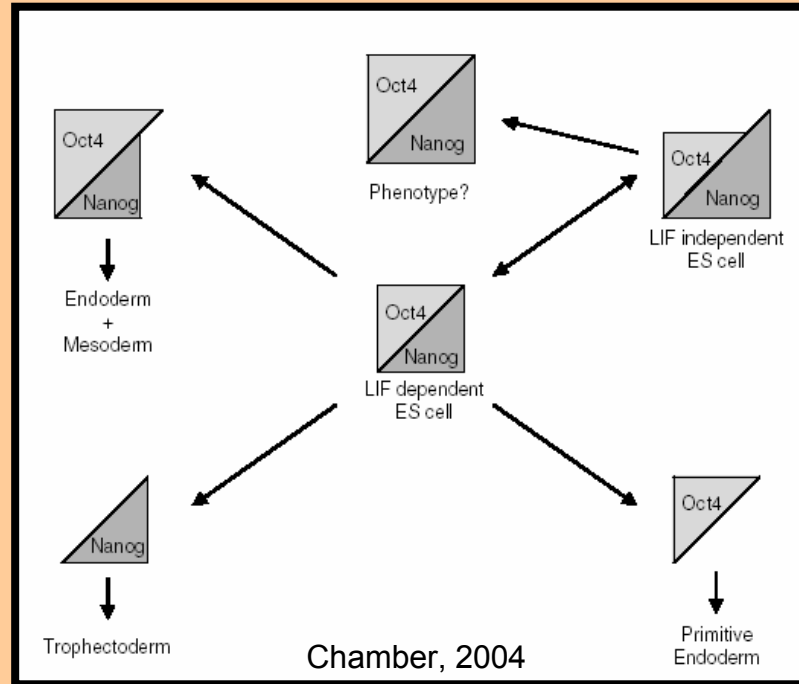 Oct4
Nanog
Endoderm
+
Mesoderm
Oct4
Nanog
Phenotype?
Oct4
Nanog
LIF independent
ES cell
Oct4
Nanog
LIF dependent
ES cell
Nanog
Trophectoderm
Oct4
Primitive
Endoderm
Chamber, 2004